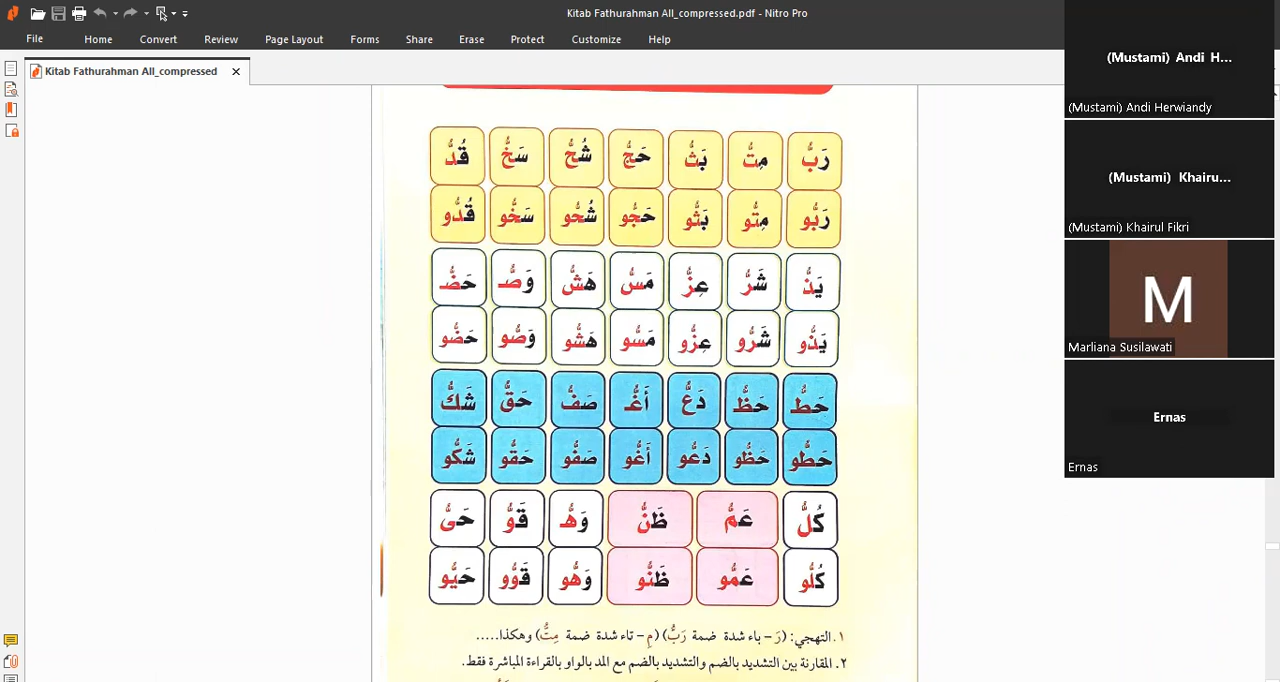 Kitab Fathurahman All_compressed.pdf - Nitro Pro
File Home Convert Review Page Layout Forms Share Erase Protect Customize Help
Kitab Fathurahman All_compressed
رَبُّ مِتُّ بَثُّ حَجُّ شُحُّ سَخُّ قُدُّ
رَبُّو مِتُّو بَثُّو حَجُّو شُحُّو سَخُّو قُدُّو
يَذُّ شَرُّ عِزُّ مَسُّ هَشُّ وَصُّ حَضُّ
يَذُّو شَرُّو عِزُّو مَسُّو هَشُّو وَصُّو حَضُّو
حَطُّ حَظُّ دَعُّ أَغُّ صَفُّ حَقُّ شَكُّ
حَطُّو حَظُّو دَعُّو أَغُّو صَفُّو حَقُّو شَكُّو
كُلُّ عَمُّ ظَنُّ وَهُّ قَوُّ حَيُّ
كُلُّو عَمُّو ظَنُّو وَهُّو قَوُّو حَيُّو
١. التهجي: (رَ – باء شدة ضمة رَبُّ) (مِ – تاء شدة ضمة مِتُّ) وهكذا.....
٢. المقارنة بين التشديد بالضم والتشديد بالضم مع المد بالواو بالقراءة المباشرة فقط.
(Mustami) Andi H...
(Mustami) Andi Herwiandy
(Mustami) Khairu...
(Mustami) Khairul Fikri
M
Marliana Susilawati
Ernas
Ernas